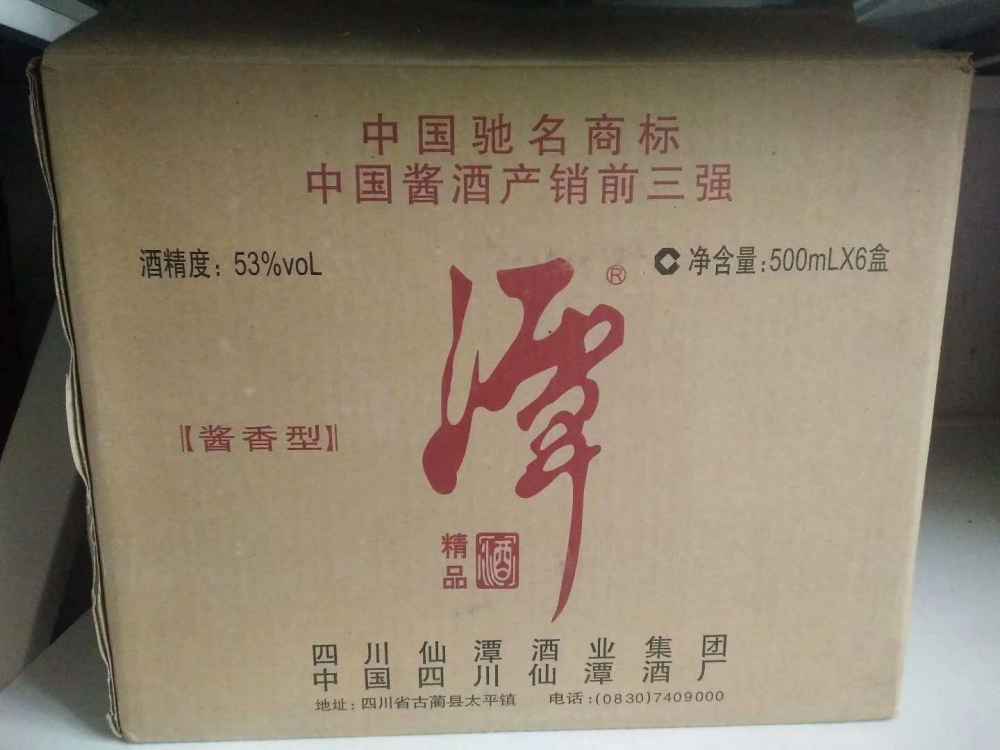 中国驰名商标
中国酱酒产销前三强
酒精度：53%voL
净含量:500mLX6盒
潭®
【酱香型】
精品
酒
四川仙潭酒业集团
中国四川仙潭酒厂
地址：四川省古蔺县太平镇 电话:(0830)7409000